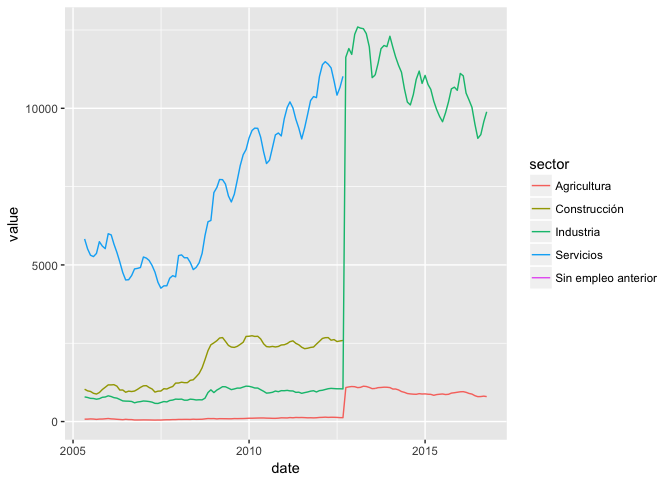 10000
5000
0
2005
2010
2015
date
value
sector
Agricultura
Construcción
Industria
Servicios
Sin empleo anterior